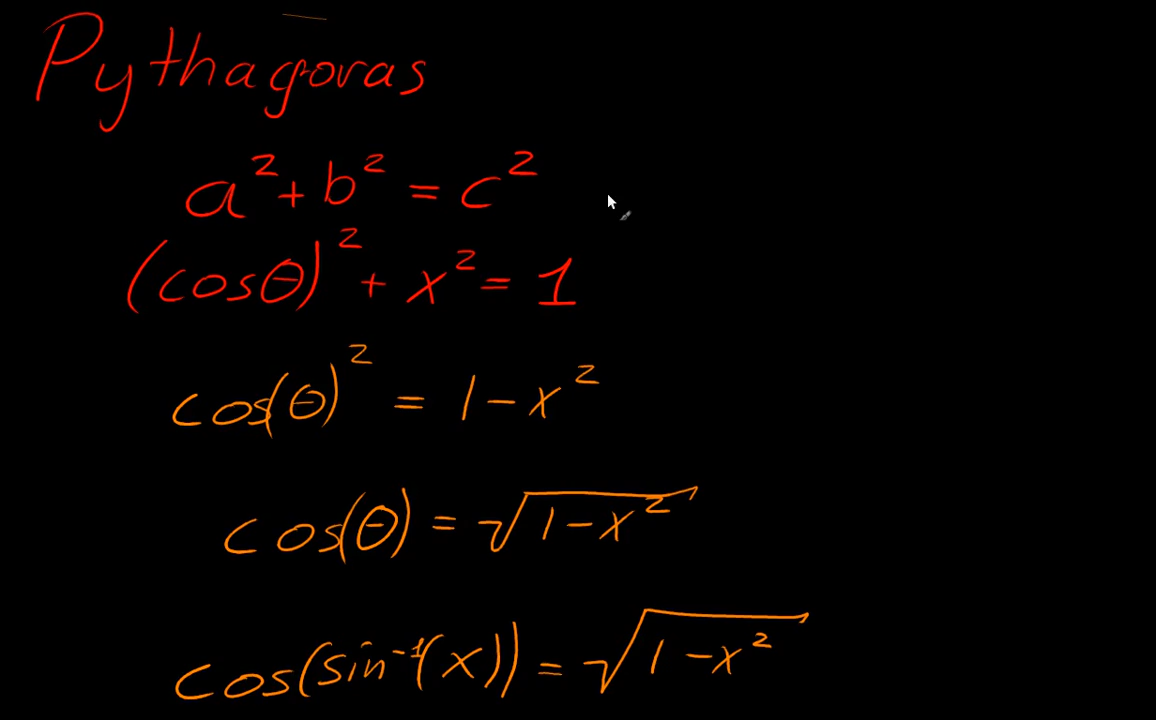 Pythagoras
a² + b² = c²
(cosθ)² + x² = 1
cos(θ)² = 1 - x²
cos(θ) = √(1 - x²)
cos(sin⁻¹(x)) = √(1 - x²)